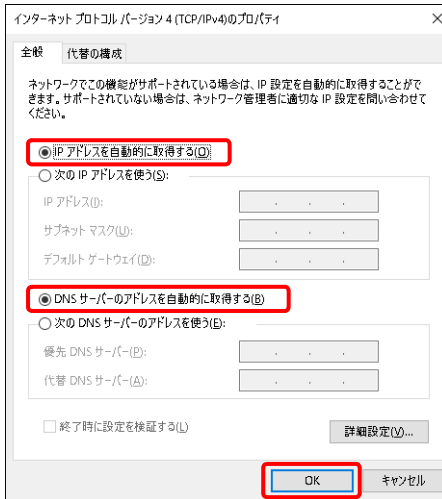 インターネット プロトコル バージョン 4 (TCP/IPv4)のプロパティ
全般
代替の構成
ネットワークでこの機能がサポートされている場合は、IP 設定を自動的に取得することがで
きます。サポートされていない場合は、ネットワーク管理者に適切な IP 設定を問い合わせて
ください。
IP アドレスを自動的に取得する(O)
次の IP アドレスを使う(S):
IP アドレス(I):
サブネット マスク(U):
デフォルト ゲートウェイ(D):
DNS サーバーのアドレスを自動的に取得する(B)
次の DNS サーバーのアドレスを使う(E):
優先 DNS サーバー(P):
代替 DNS サーバー(A):
終了時に設定を検証する(L)
詳細設定(V)...
OK
キャンセル